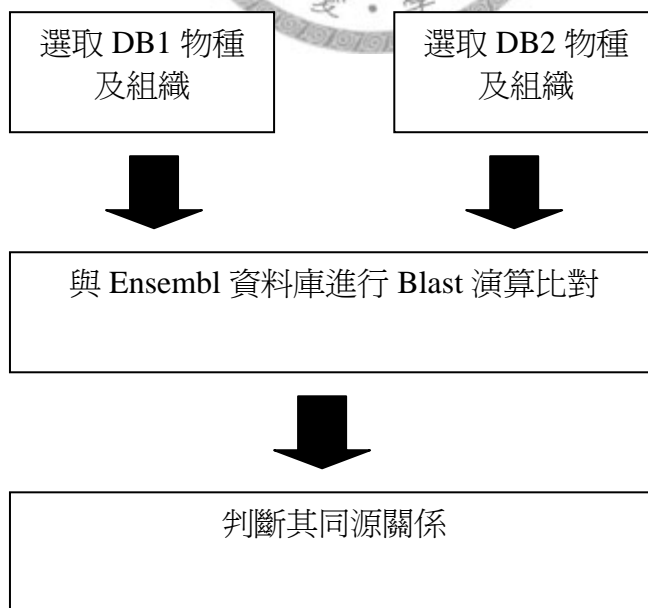 選取 DB1 物種
及組織
選取 DB2 物種
及組織
與 Ensembl 資料庫進行 Blast 演算比對
判斷其同源關係